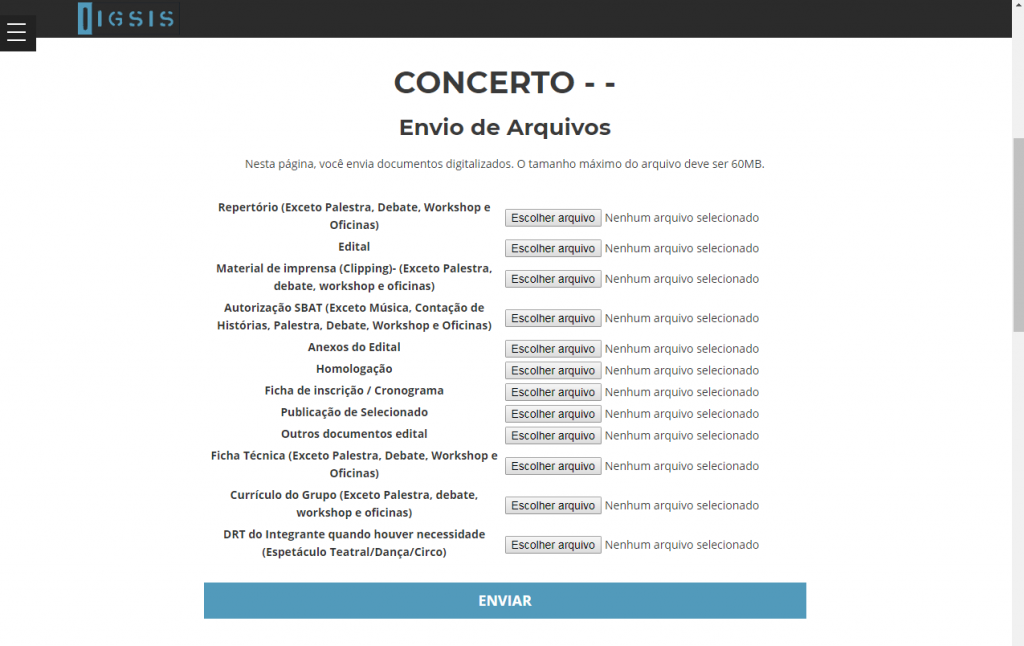 IGSIS
CONCERTO - -
Envio de Arquivos
Nesta página, você envia documentos digitalizados. O tamanho máximo do arquivo deve ser 60MB.
Repertório (Exceto Palestra, Debate, Workshop e
Oficinas)
Escolher arquivo Nenhum arquivo selecionado
Edital
Escolher arquivo Nenhum arquivo selecionado
Material de imprensa (Clipping)- (Exceto Palestra,
debate, workshop e oficinas)
Escolher arquivo Nenhum arquivo selecionado
Autorização SBAT (Exceto Música, Contação de
Histórias, Palestra, Debate, Workshop e Oficinas)
Escolher arquivo Nenhum arquivo selecionado
Anexos do Edital
Escolher arquivo Nenhum arquivo selecionado
Homologação
Escolher arquivo Nenhum arquivo selecionado
Ficha de inscrição / Cronograma
Escolher arquivo Nenhum arquivo selecionado
Publicação de Selecionado
Escolher arquivo Nenhum arquivo selecionado
Outros documentos edital
Escolher arquivo Nenhum arquivo selecionado
Ficha Técnica (Exceto Palestra, Debate, Workshop e
Oficinas)
Escolher arquivo Nenhum arquivo selecionado
Currículo do Grupo (Exceto Palestra, debate,
workshop e oficinas)
Escolher arquivo Nenhum arquivo selecionado
DRT do Integrante quando houver necessidade
(Espetáculo Teatral/Dança/Circo)
Escolher arquivo Nenhum arquivo selecionado
ENVIAR